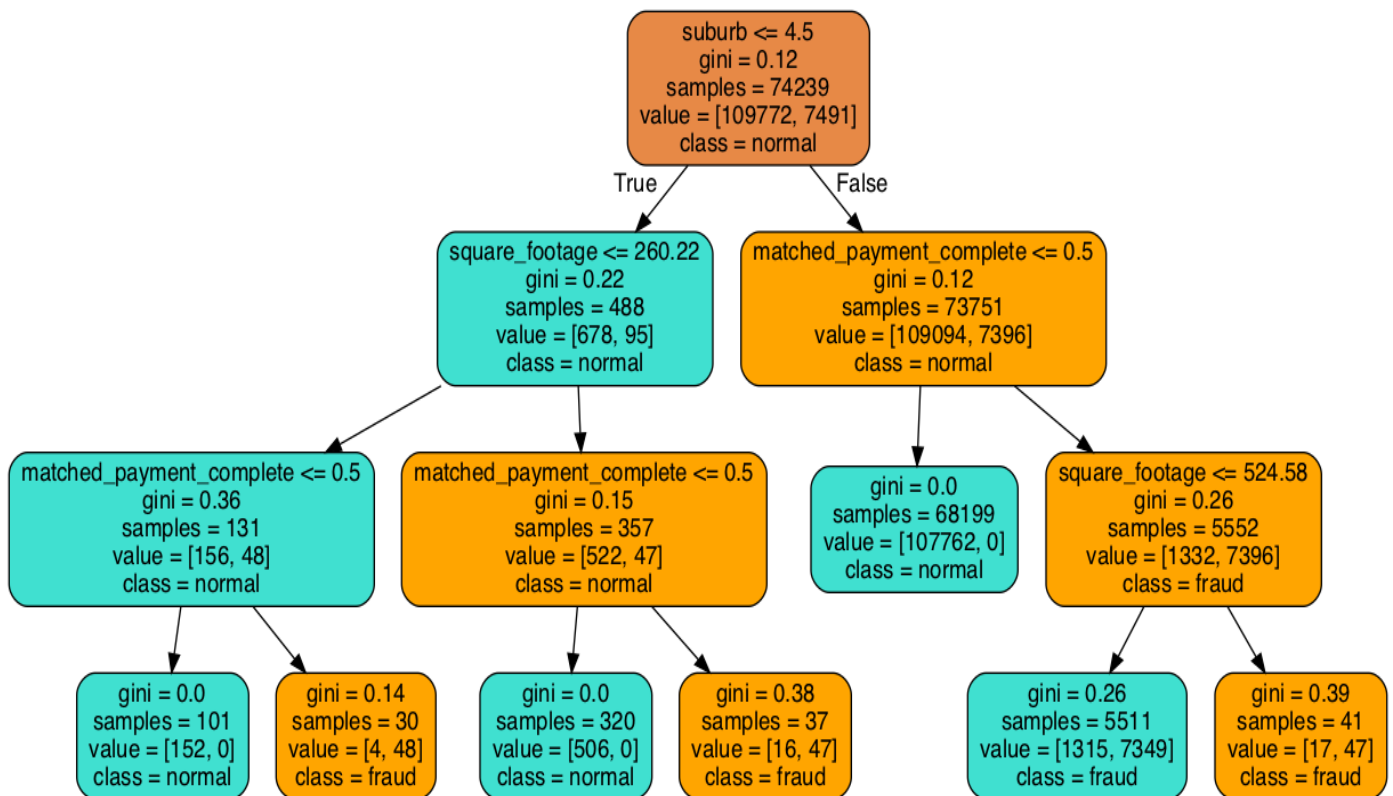 suburb <= 4.5
gini = 0.12
samples = 74239
value = [109772, 7491]
class = normal
True
False
square_footage <= 260.22
gini = 0.22
samples = 488
value = [678, 95]
class = normal
matched_payment_complete <= 0.5
gini = 0.12
samples = 73751
value = [109094, 7396]
class = normal
matched_payment_complete <= 0.5
gini = 0.36
samples = 131
value = [156, 48]
class = normal
matched_payment_complete <= 0.5
gini = 0.15
samples = 357
value = [522, 47]
class = normal
gini = 0.0
samples = 68199
value = [107762, 0]
class = normal
square_footage <= 524.58
gini = 0.26
samples = 5552
value = [1332, 7396]
class = fraud
gini = 0.0
samples = 101
value = [152, 0]
class = normal
gini = 0.14
samples = 30
value = [4, 48]
class = fraud
gini = 0.0
samples = 320
value = [506, 0]
class = normal
gini = 0.38
samples = 37
value = [16, 47]
class = fraud
gini = 0.26
samples = 5511
value = [1315, 7349]
class = fraud
gini = 0.39
samples = 41
value = [17, 47]
class = fraud